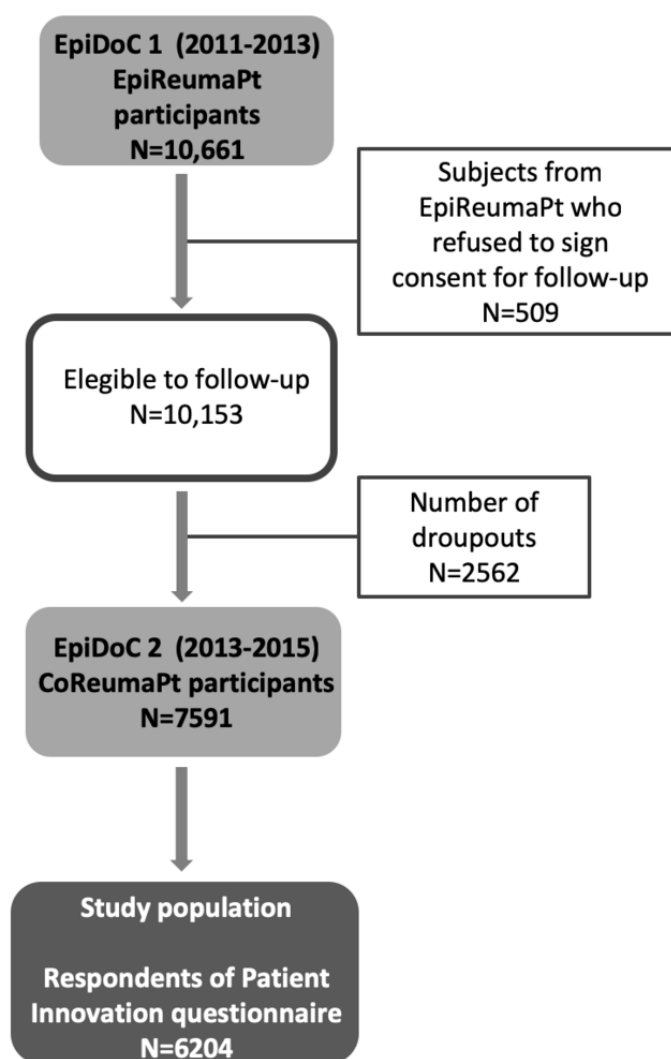 EpiDoC 1 (2011-2013)
EpiReumaPt
participants
N=10,661
Subjects from
EpiReumaPt who
refused to sign
consent for follow-up
N=509
Elegible to follow-up
N=10,153
Number of
droupouts
N=2562
EpiDoC 2 (2013-2015)
CoReumaPt participants
N=7591
Study population
Respondents of Patient
Innovation questionnaire
N=6204